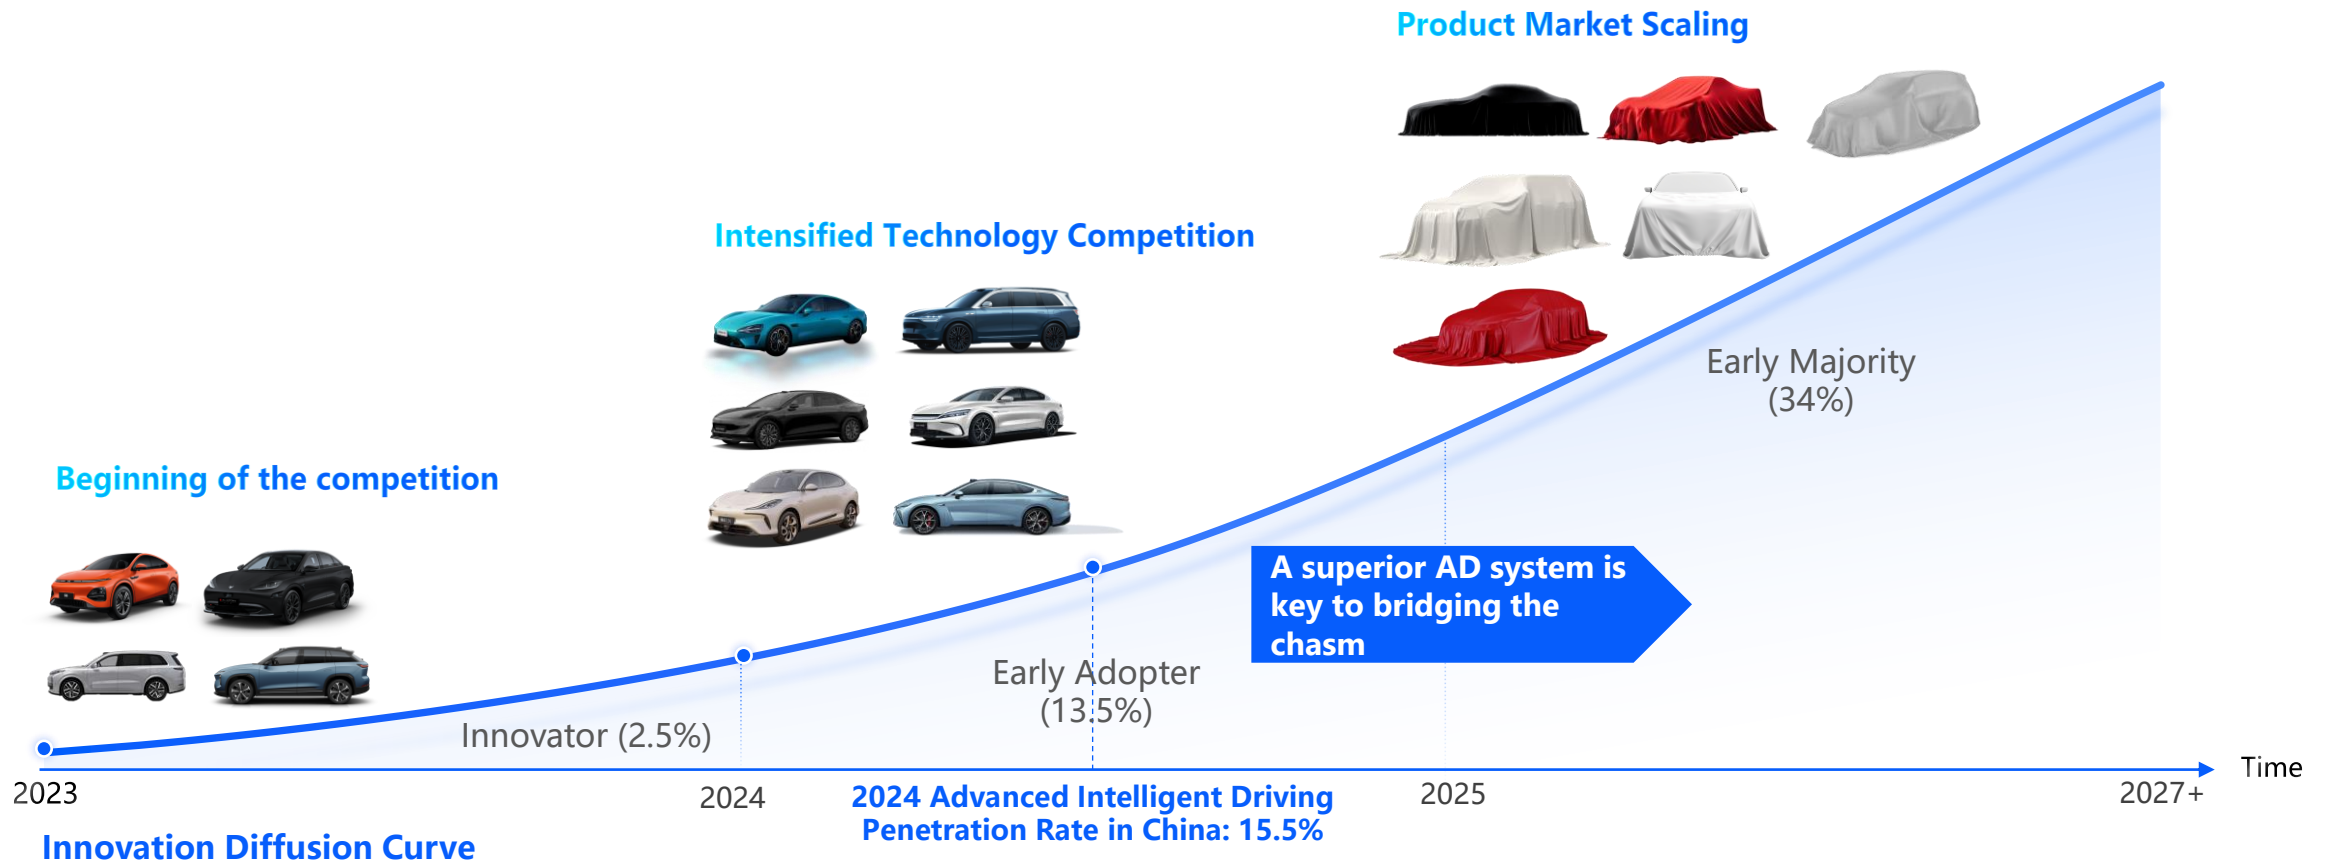 Product Market Scaling
Intensified Technology Competition
Beginning of the competition
Early Majority
(34%)
A superior AD system is
key to bridging the
chasm
Early Adopter
(13.5%)
Innovator (2.5%)
Time
2023
2024
2024 Advanced Intelligent Driving
Penetration Rate in China: 15.5%
2025
2027+
Innovation Diffusion Curve